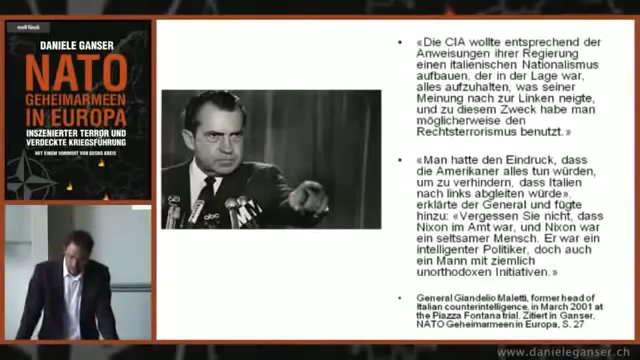 DANIELE GANSER
NATO
GEHEIMARMEEN
IN EUROPA
INSZENIERTER TERROR UND
VERDECKTE KRIEGSFÜHRUNG
MIT EINEM VORWORT VON GEORG KREIS
abc
• «Die CIA wollte entsprechend der
Anweisungen ihrer Regierung
einen italienischen Nationalismus
aufbauen, der in der Lage war,
alles aufzuhalten, was seiner
Meinung nach zur Linken neigte,
und zu diesem Zweck habe man
möglicherweise den
Rechtsterrorismus benutzt.»
• «Man hatte den Eindruck, dass
die Amerikaner alles tun würden,
um zu verhindern, dass Italien
nach links abgleiten würde»,
erklärte der General und fügte
hinzu: «Vergessen Sie nicht, dass
Nixon im Amt war, und Nixon war
ein seltsamer Mensch. Er war ein
intelligenter Politiker, doch auch
ein Mann mit ziemlich
unorthodoxen Initiativen.»
• General Giandelio Maletti, former head of
Italian counterintelligence, in March 2001 at
the Piazza Fontana trial. Zitiert in Ganser,
NATO Geheimarmeen in Europa, S. 27
www.danieleganser.ch